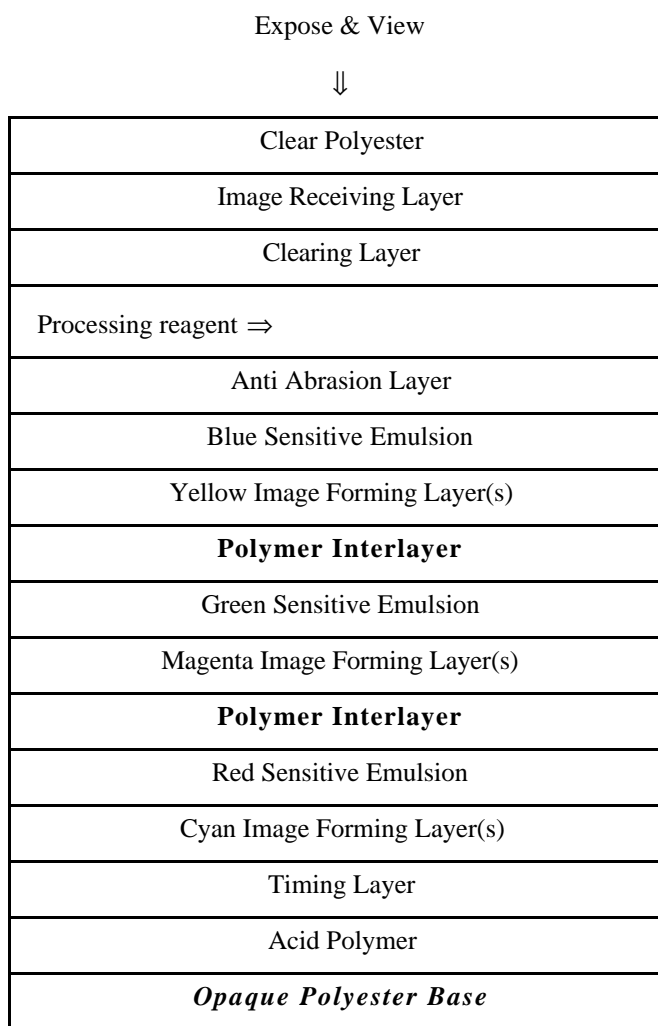 Expose & View
⇓
Clear Polyester
Image Receiving Layer
Clearing Layer
Processing reagent ⇒
Anti Abrasion Layer
Blue Sensitive Emulsion
Yellow Image Forming Layer(s)
Polymer Interlayer
Green Sensitive Emulsion
Magenta Image Forming Layer(s)
Polymer Interlayer
Red Sensitive Emulsion
Cyan Image Forming Layer(s)
Timing Layer
Acid Polymer
Opaque Polyester Base